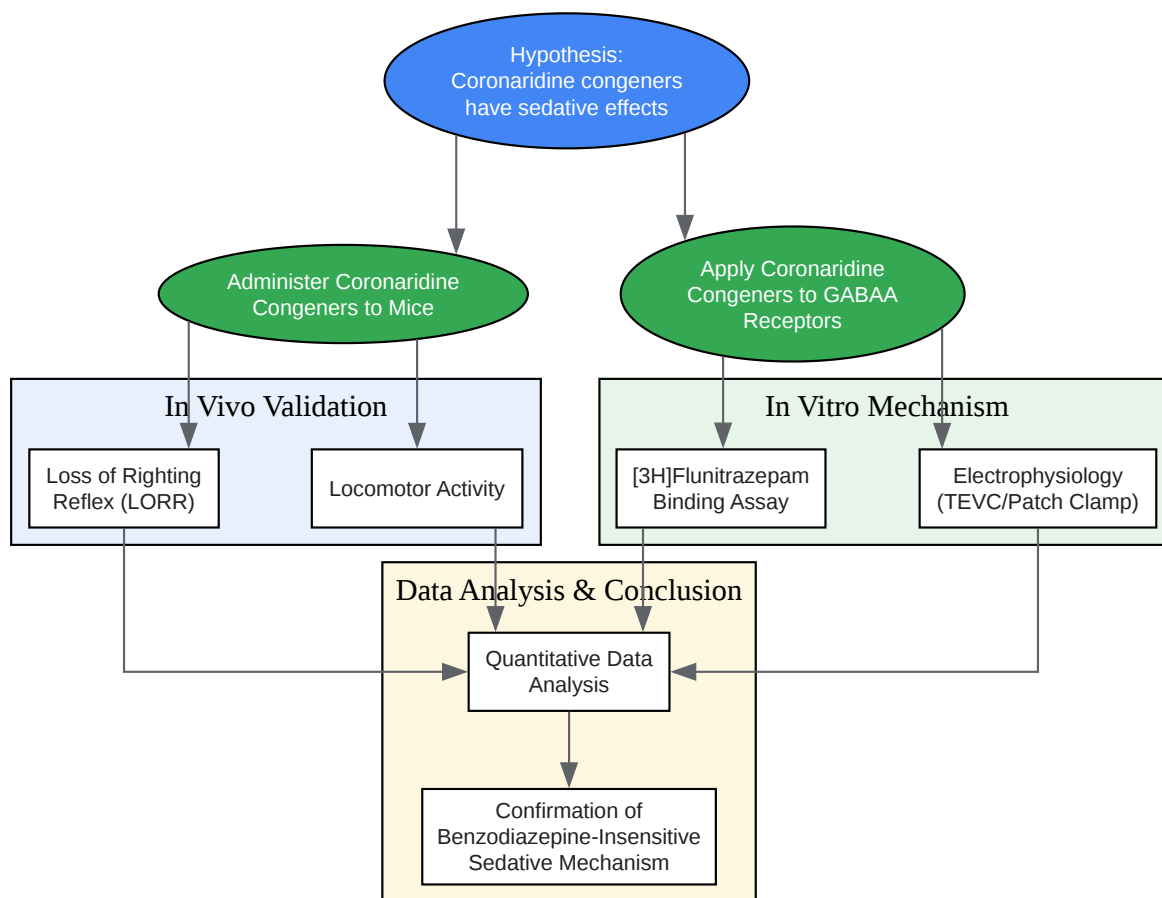 Hypothesis:
Coronaridine congeners
have sedative effects
Administer Coronaridine
Congeners to Mice
Apply Coronaridine
Congeners to GABAA
Receptors
In Vivo Validation
In Vitro Mechanism
Loss of Righting
Reflex (LORR)
Locomotor Activity
[3H]Flunitrazepam
Binding Assay
Electrophysiology
(TEVC/Patch Clamp)
Data Analysis & Conclusion
Quantitative Data
Analysis
Confirmation of
Benzodiazepine-Insensitive
Sedative Mechanism